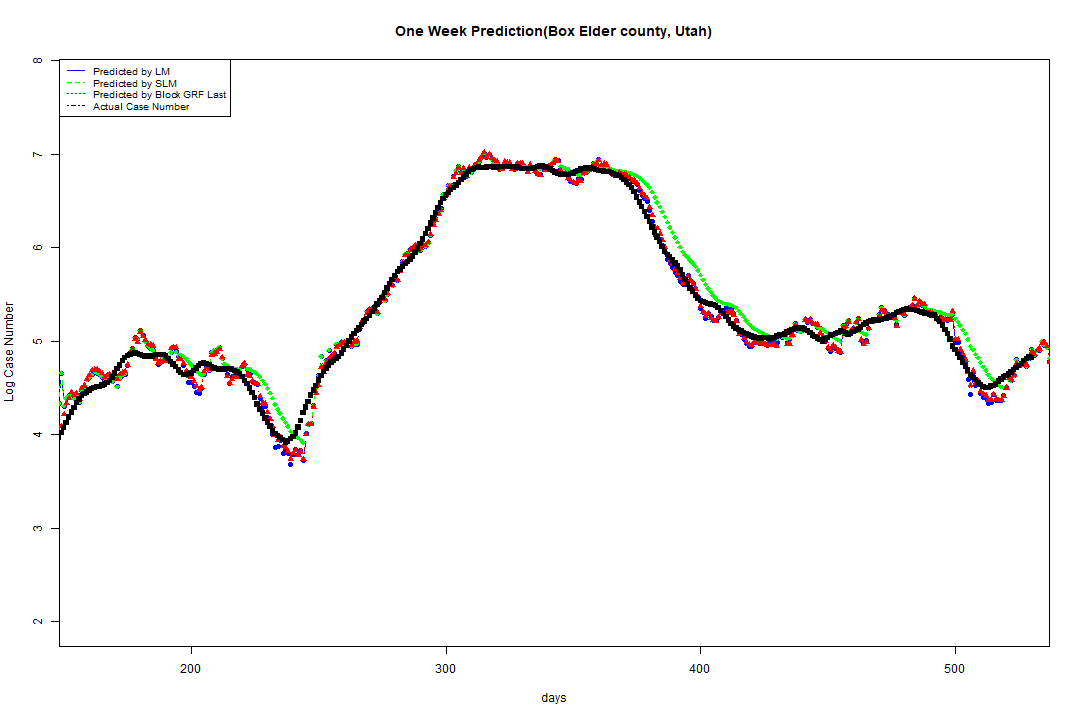 One Week Prediction(Box Elder county, Utah)
Predicted by LM
Predicted by SLM
Predicted by Block GRF Last
Actual Case Number
8
7
6
5
4
3
2
Log Case Number
200 300 400 500
days